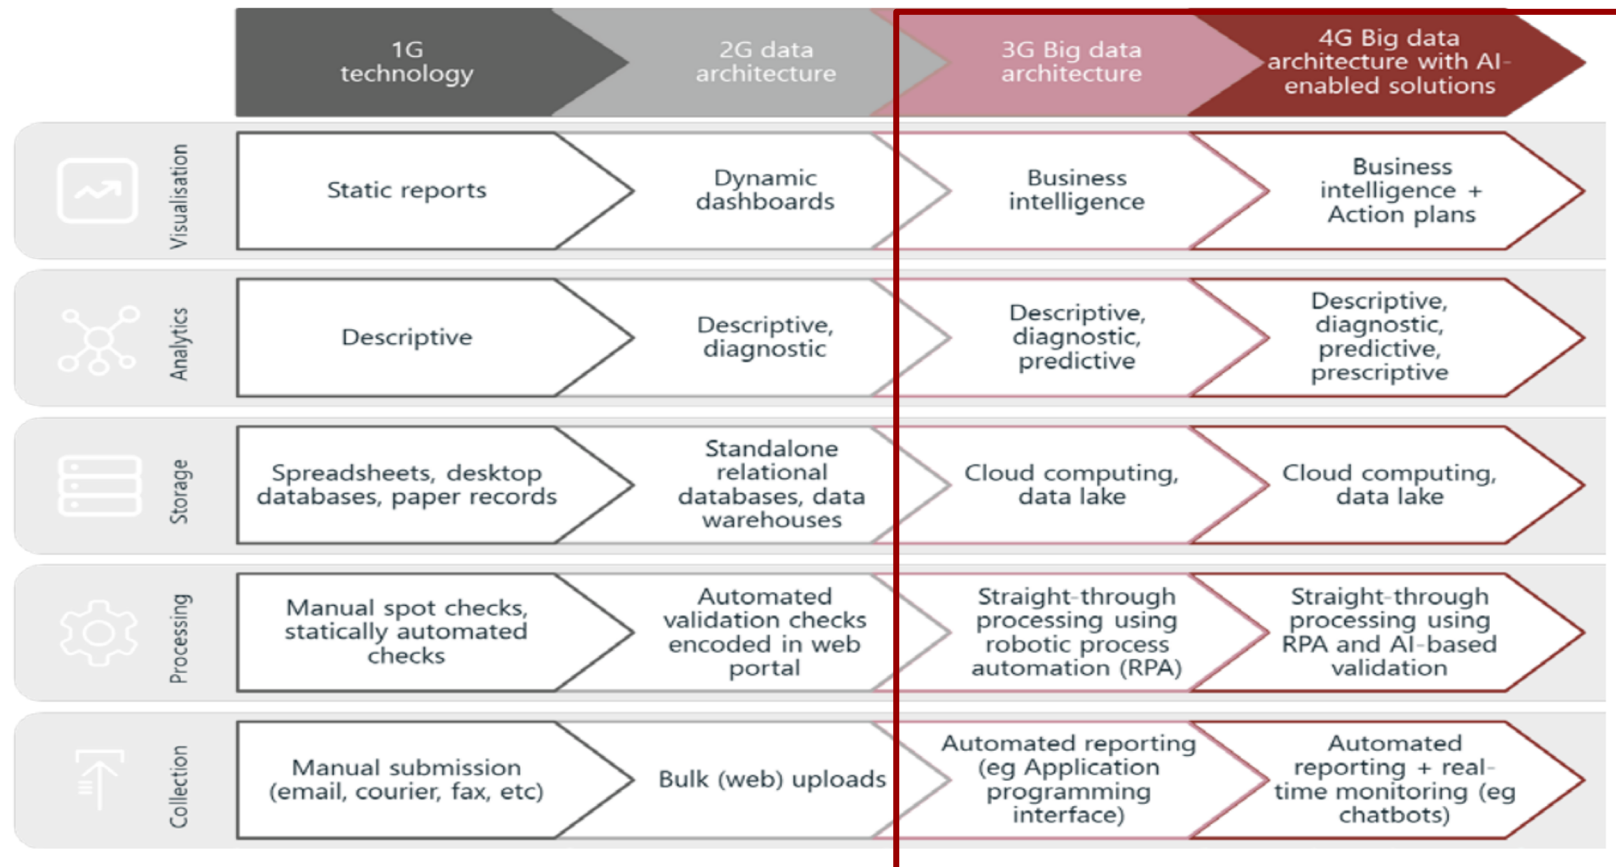 1G
technology
2G data
architecture
3G Big data
architecture
4G Big data
architecture with AI-
enabled solutions
Visualisation
Static reports
Dynamic
dashboards
Business
intelligence
Business
intelligence +
Action plans
Analytics
Descriptive
Descriptive,
diagnostic
Descriptive,
diagnostic,
predictive
Descriptive,
diagnostic,
predictive,
prescriptive
Storage
Spreadsheets, desktop
databases, paper records
Standalone
relational
databases, data
warehouses
Cloud computing,
data lake
Cloud computing,
data lake
Processing
Manual spot checks,
statically automated
checks
Automated
validation checks
encoded in web
portal
Straight-through
processing using
robotic process
automation (RPA)
Straight-through
processing using
RPA and AI-based
validation
Collection
Manual submission
(email, courier, fax, etc)
Bulk (web) uploads
Automated reporting
(eg Application
programming
interface)
Automated
reporting + real-
time monitoring (eg
chatbots)